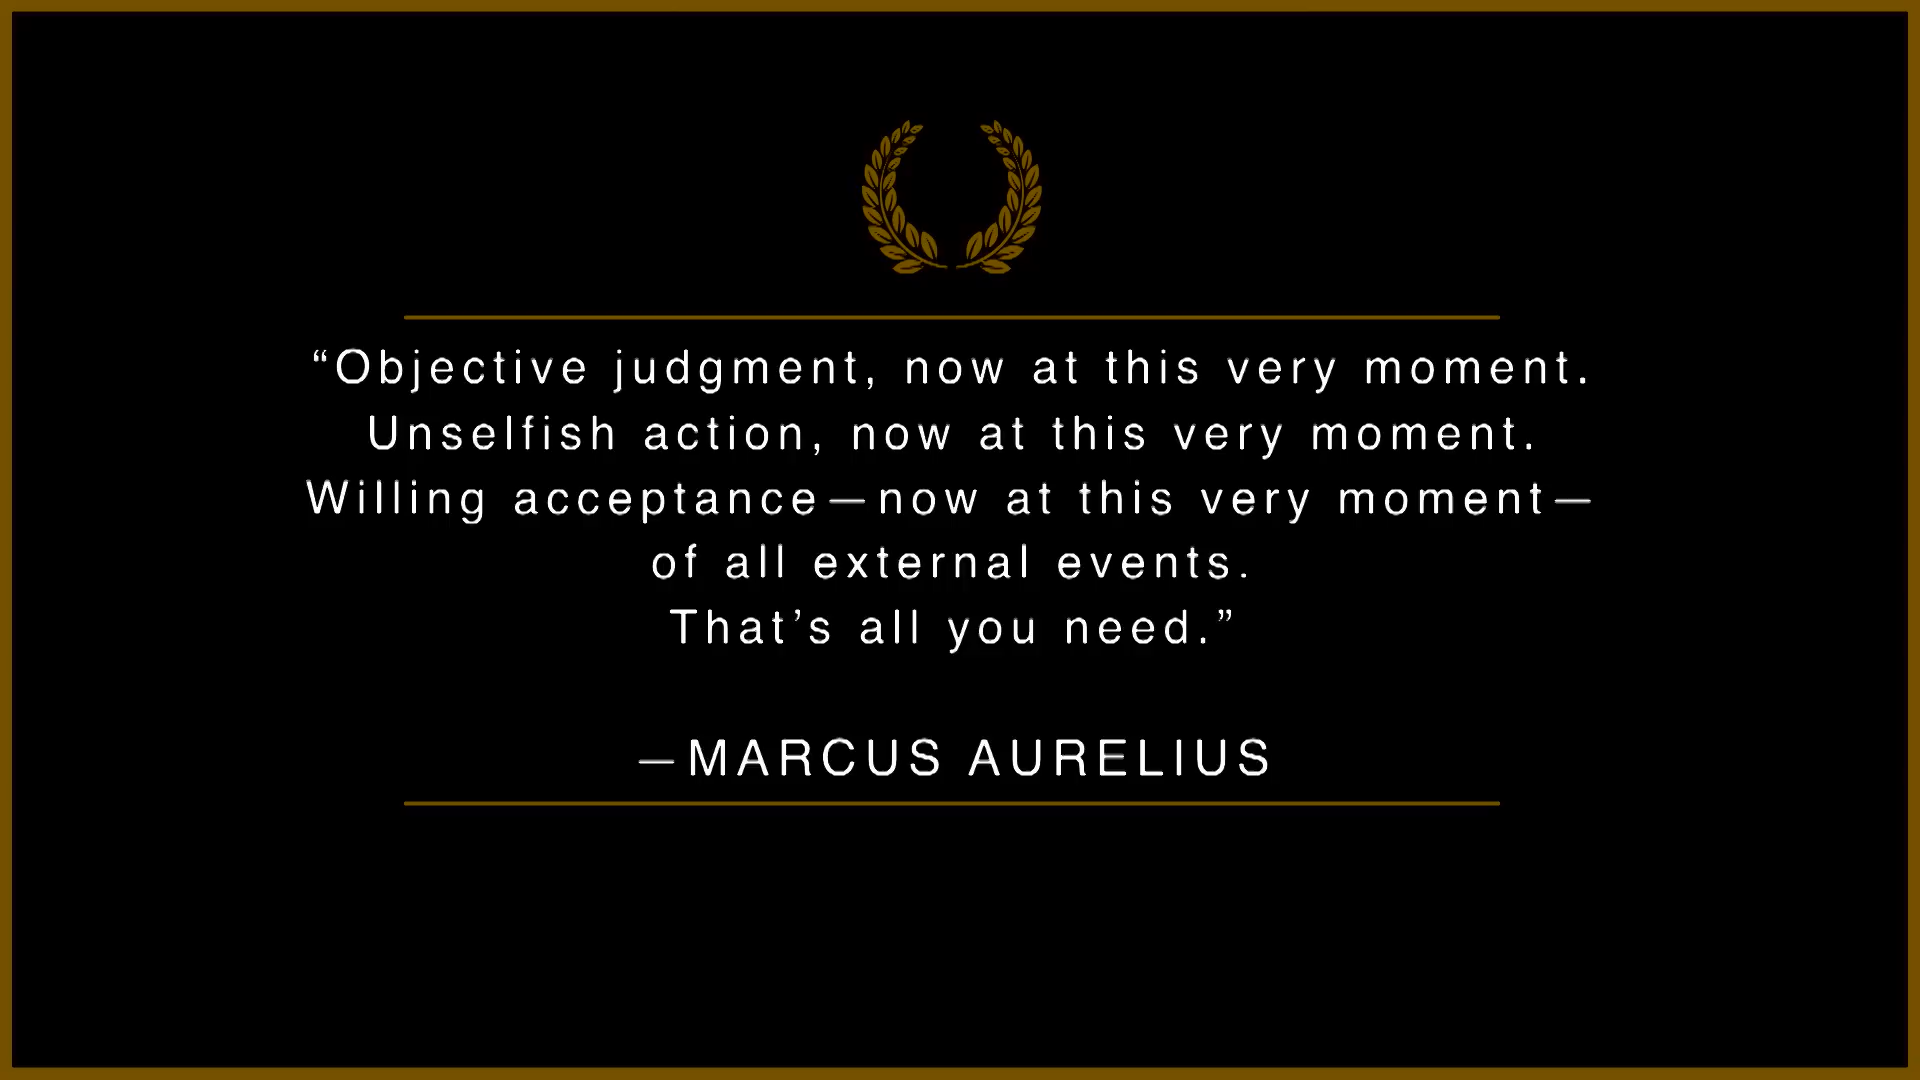 “Objective judgment, now at this very moment.
Unselfish action, now at this very moment.
Willing acceptance—now at this very moment—
of all external events.
That’s all you need.”
—MARCUS AURELIUS